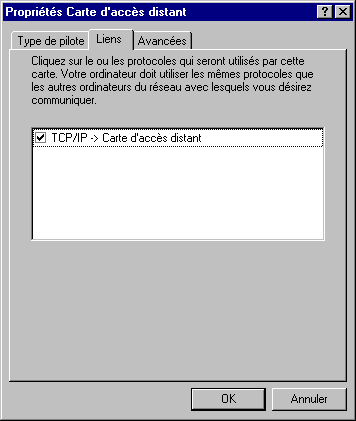 Propriétés Carte d'accès distant
Type de pilote Liens Avancées
Cliquez sur le ou les protocoles qui seront utilisés par cette
carte. Votre ordinateur doit utiliser les mêmes protocoles que
les autres ordinateurs du réseau avec lesquels vous désirez
communiquer.
TCP/IP -> Carte d'accès distant
OK Annuler